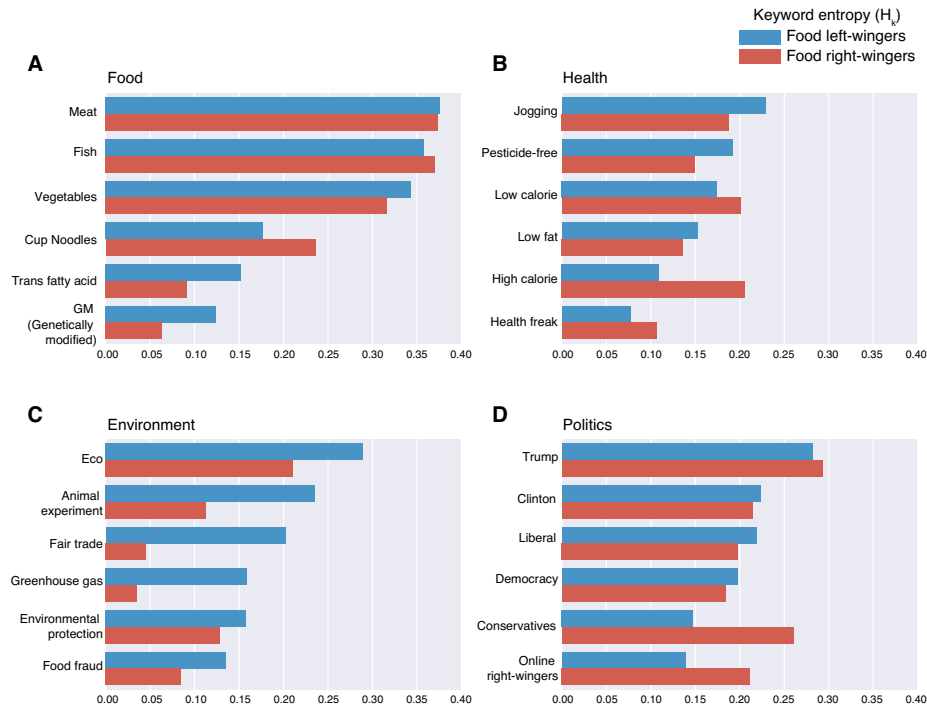 Keyword entropy (Hk)
Food left-wingers
Food right-wingers
A
Food
Meat
Fish
Vegetables
Cup Noodles
Trans fatty acid
GM
(Genetically
modified)
0.00 0.05 0.10 0.15 0.20 0.25 0.30 0.35 0.40
B
Health
Jogging
Pesticide-free
Low calorie
Low fat
High calorie
Health freak
0.00 0.05 0.10 0.15 0.20 0.25 0.30 0.35 0.40
C
Environment
Eco
Animal
experiment
Fair trade
Greenhouse gas
Environmental
protection
Food fraud
0.00 0.05 0.10 0.15 0.20 0.25 0.30 0.35 0.40
D
Politics
Trump
Clinton
Liberal
Democracy
Conservatives
Online
right-wingers
0.00 0.05 0.10 0.15 0.20 0.25 0.30 0.35 0.40